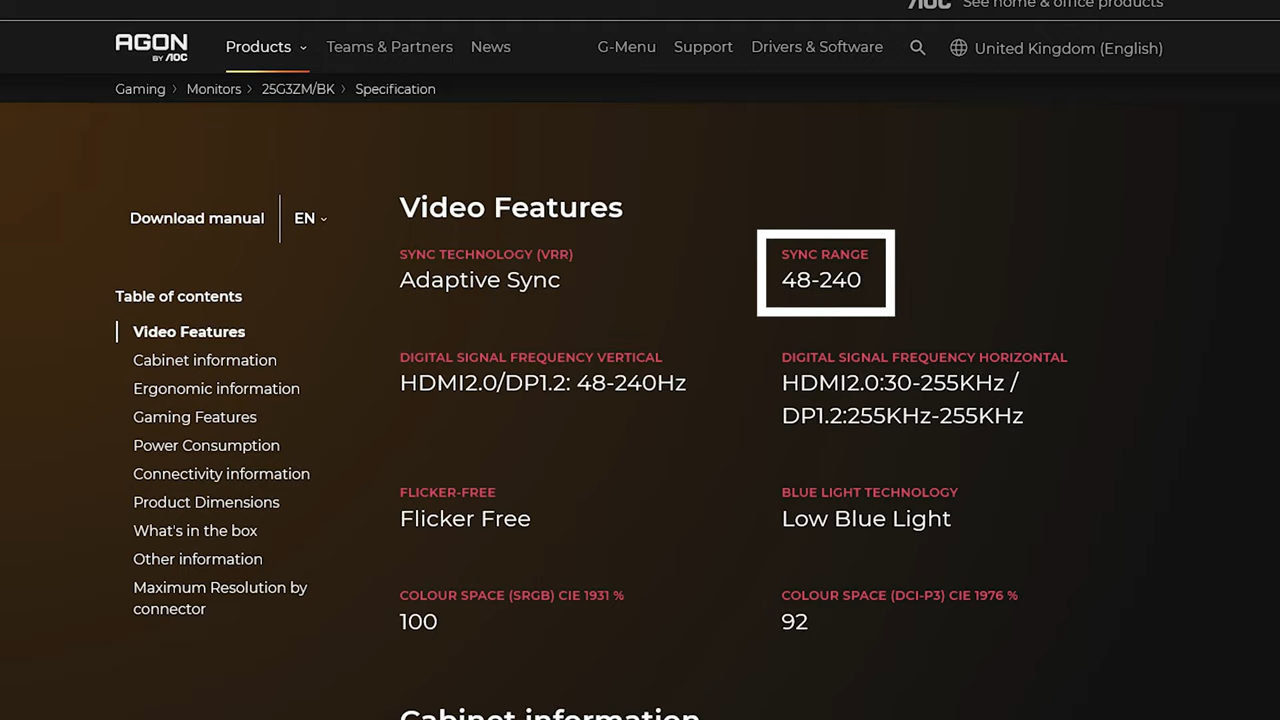 AOC See home & office products
AGON
BY AOC
Products Teams & Partners News G-Menu Support Drivers & Software United Kingdom (English)
Gaming 〉 Monitors 〉 25G3ZM/BK 〉 Specification
Download manual EN
Table of contents
Video Features
Cabinet information
Ergonomic information
Gaming Features
Power Consumption
Connectivity information
Product Dimensions
What's in the box
Other information
Maximum Resolution by
connector
Video Features
SYNC TECHNOLOGY (VRR)
Adaptive Sync
SYNC RANGE
48-240
DIGITAL SIGNAL FREQUENCY VERTICAL
HDMI2.0/DP1.2: 48-240Hz
DIGITAL SIGNAL FREQUENCY HORIZONTAL
HDMI2.0:30-255KHz /
DP1.2:255KHz-255KHz
FLICKER-FREE
Flicker Free
BLUE LIGHT TECHNOLOGY
Low Blue Light
COLOUR SPACE (SRGB) CIE 1931 %
100
COLOUR SPACE (DCI-P3) CIE 1976 %
92
Cabinet information